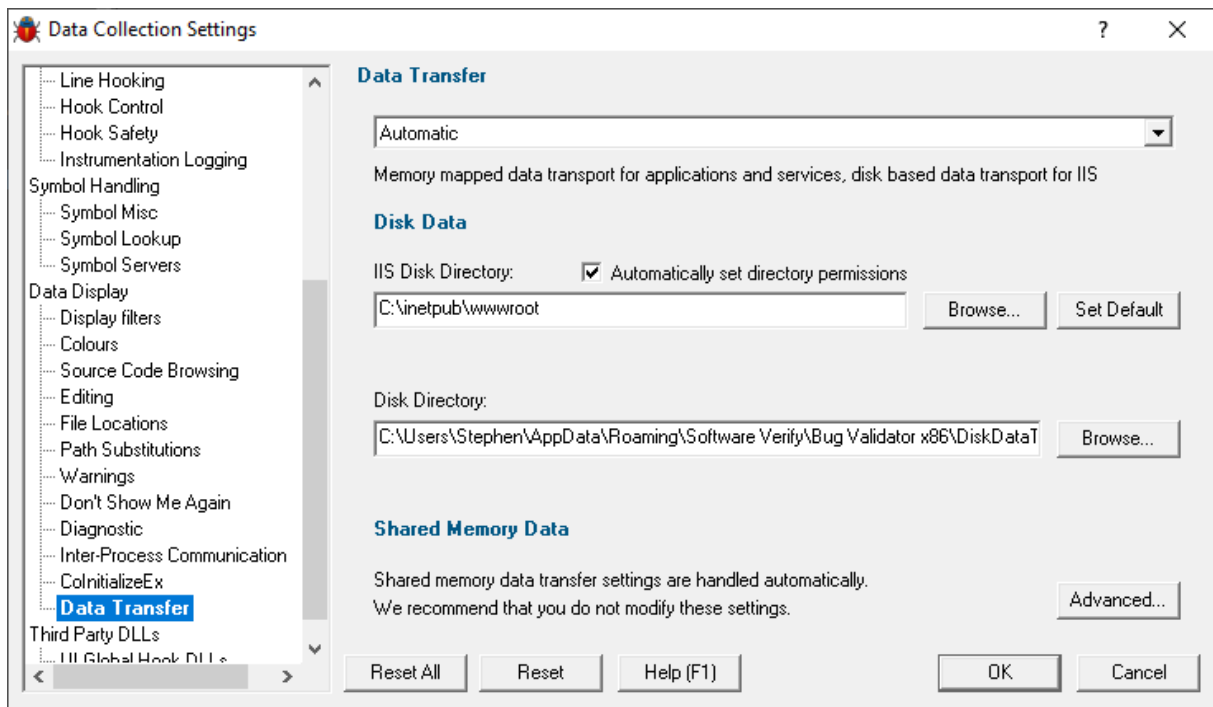 Data Collection Settings
Line Hooking
Hook Control
Hook Safety
Instrumentation Logging
Symbol Handling
Symbol Misc
Symbol Lookup
Symbol Servers
Data Display
Display filters
Colours
Source Code Browsing
Editing
File Locations
Path Substitutions
Warnings
Don't Show Me Again
Diagnostic
Inter-Process Communication
CoInitializeEx
Data Transfer
Third Party DLLs
UI Global Hook DLLs
Data Transfer
Automatic
Memory mapped data transport for applications and services, disk based data transport for IIS
Disk Data
IIS Disk Directory: Automatically set directory permissions
C:\inetpub\wwwroot Browse... Set Default
Disk Directory:
C:\Users\Stephen\AppData\Roaming\Software Verify\Bug Validator x86\DiskDataT Browse...
Shared Memory Data
Shared memory data transfer settings are handled automatically.
We recommend that you do not modify these settings.
Advanced...
Reset All Reset Help (F1) OK Cancel